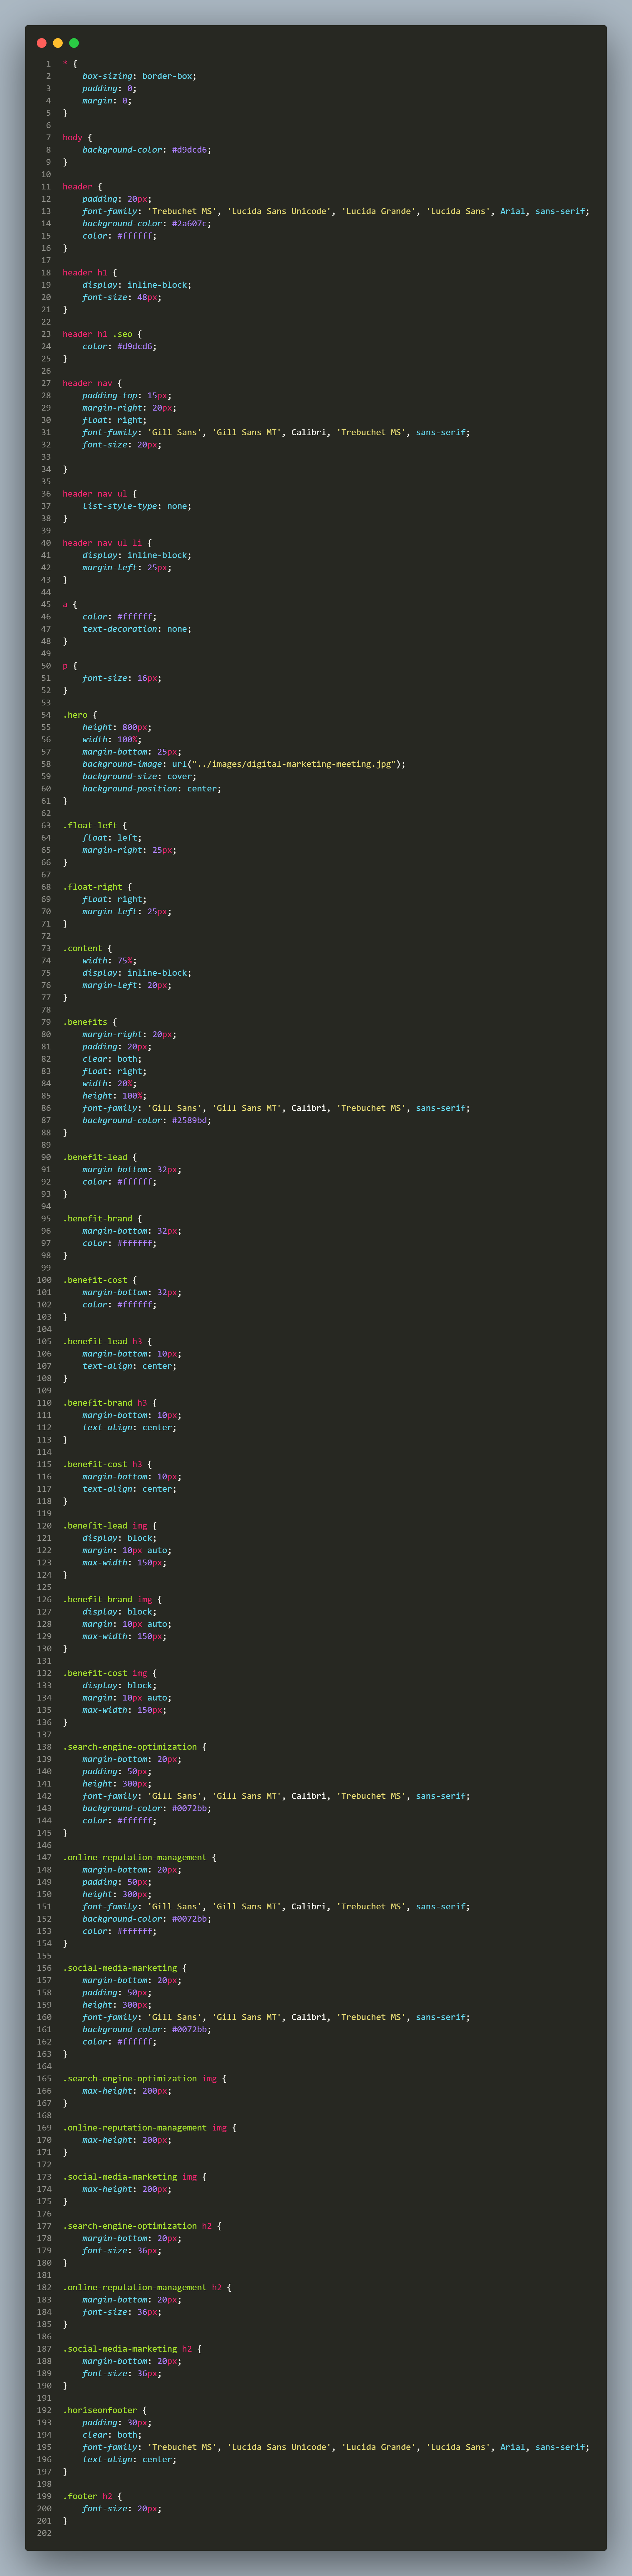 1 * {
2     box-sizing: border-box;
3     padding: 0;
4     margin: 0;
5 }
6
7 body {
8     background-color: #d9dcd6;
9 }
10
11 header {
12     padding: 20px;
13     font-family: 'Trebuchet MS', 'Lucida Sans Unicode', 'Lucida Grande', 'Lucida Sans', Arial, sans-serif;
14     background-color: #2a607c;
15     color: #ffffff;
16 }
17
18 header h1 {
19     display: inline-block;
20     font-size: 48px;
21 }
22
23 header h1 .seo {
24     color: #d9dcd6;
25 }
26
27 header nav {
28     padding-top: 15px;
29     margin-right: 20px;
30     float: right;
31     font-family: 'Gill Sans', 'Gill Sans MT', Calibri, 'Trebuchet MS', sans-serif;
32     font-size: 20px;
33
34 }
35
36 header nav ul {
37     list-style-type: none;
38 }
39
40 header nav ul li {
41     display: inline-block;
42     margin-left: 25px;
43 }
44
45 a {
46     color: #ffffff;
47     text-decoration: none;
48 }
49
50 p {
51     font-size: 16px;
52 }
53
54 .hero {
55     height: 800px;
56     width: 100%;
57     margin-bottom: 25px;
58     background-image: url("../images/digital-marketing-meeting.jpg");
59     background-size: cover;
60     background-position: center;
61 }
62
63 .float-left {
64     float: left;
65     margin-right: 25px;
66 }
67
68 .float-right {
69     float: right;
70     margin-left: 25px;
71 }
72
73 .content {
74     width: 75%;
75     display: inline-block;
76     margin-left: 20px;
77 }
78
79 .benefits {
80     margin-right: 20px;
81     padding: 20px;
82     clear: both;
83     float: right;
84     width: 20%;
85     height: 100%;
86     font-family: 'Gill Sans', 'Gill Sans MT', Calibri, 'Trebuchet MS', sans-serif;
87     background-color: #2589bd;
88 }
89
90 .benefit-lead {
91     margin-bottom: 32px;
92     color: #ffffff;
93 }
94
95 .benefit-brand {
96     margin-bottom: 32px;
97     color: #ffffff;
98 }
99
100 .benefit-cost {
101     margin-bottom: 32px;
102     color: #ffffff;
103 }
104
105 .benefit-lead h3 {
106     margin-bottom: 10px;
107     text-align: center;
108 }
109
110 .benefit-brand h3 {
111     margin-bottom: 10px;
112     text-align: center;
113 }
114
115 .benefit-cost h3 {
116     margin-bottom: 10px;
117     text-align: center;
118 }
119
120 .benefit-lead img {
121     display: block;
122     margin: 10px auto;
123     max-width: 150px;
124 }
125
126 .benefit-brand img {
127     display: block;
128     margin: 10px auto;
129     max-width: 150px;
130 }
131
132 .benefit-cost img {
133     display: block;
134     margin: 10px auto;
135     max-width: 150px;
136 }
137
138 .search-engine-optimization {
139     margin-bottom: 20px;
140     padding: 50px;
141     height: 300px;
142     font-family: 'Gill Sans', 'Gill Sans MT', Calibri, 'Trebuchet MS', sans-serif;
143     background-color: #0072bb;
144     color: #ffffff;
145 }
146
147 .online-reputation-management {
148     margin-bottom: 20px;
149     padding: 50px;
150     height: 300px;
151     font-family: 'Gill Sans', 'Gill Sans MT', Calibri, 'Trebuchet MS', sans-serif;
152     background-color: #0072bb;
153     color: #ffffff;
154 }
155
156 .social-media-marketing {
157     margin-bottom: 20px;
158     padding: 50px;
159     height: 300px;
160     font-family: 'Gill Sans', 'Gill Sans MT', Calibri, 'Trebuchet MS', sans-serif;
161     background-color: #0072bb;
162     color: #ffffff;
163 }
164
165 .search-engine-optimization img {
166     max-height: 200px;
167 }
168
169 .online-reputation-management img {
170     max-height: 200px;
171 }
172
173 .social-media-marketing img {
174     max-height: 200px;
175 }
176
177 .search-engine-optimization h2 {
178     margin-bottom: 20px;
179     font-size: 36px;
180 }
181
182 .online-reputation-management h2 {
183     margin-bottom: 20px;
184     font-size: 36px;
185 }
186
187 .social-media-marketing h2 {
188     margin-bottom: 20px;
189     font-size: 36px;
190 }
191
192 .horiseonfooter {
193     padding: 30px;
194     clear: both;
195     font-family: 'Trebuchet MS', 'Lucida Sans Unicode', 'Lucida Grande', 'Lucida Sans', Arial, sans-serif;
196     text-align: center;
197 }
198
199 .footer h2 {
200     font-size: 20px;
201 }
202